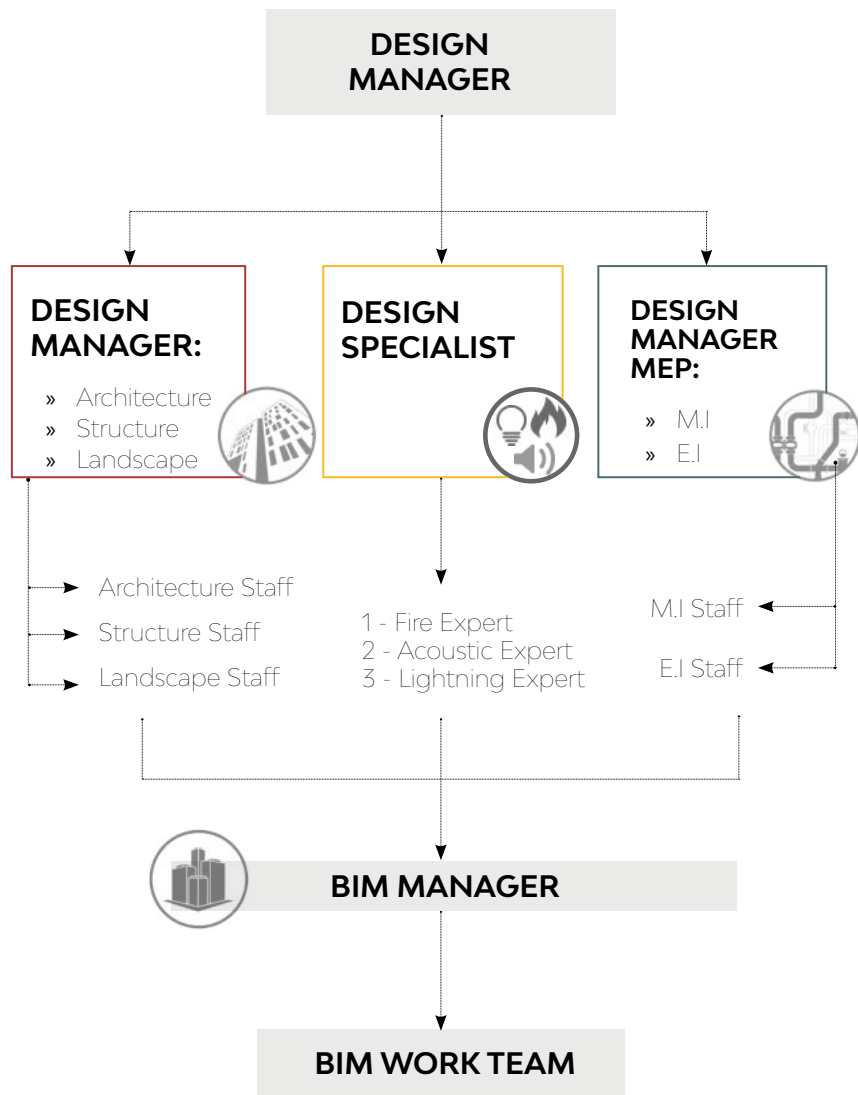 DESIGN
MANAGER
DESIGN
MANAGER:
» Architecture
» Structure
» Landscape
DESIGN
SPECIALIST
DESIGN
MANAGER
MEP:
» M.I
» E.I
Architecture Staff
Structure Staff
Landscape Staff
1 - Fire Expert
2 - Acoustic Expert
3 - Lightning Expert
M.I Staff
E.I Staff
BIM MANAGER
BIM WORK TEAM